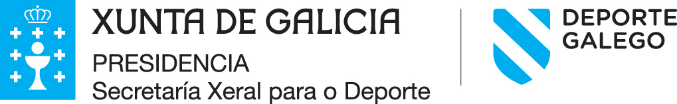 XUNTA DE GALICIA
PRESIDENCIA
Secretaría Xeral para o Deporte
DEPORTE
GALEGO